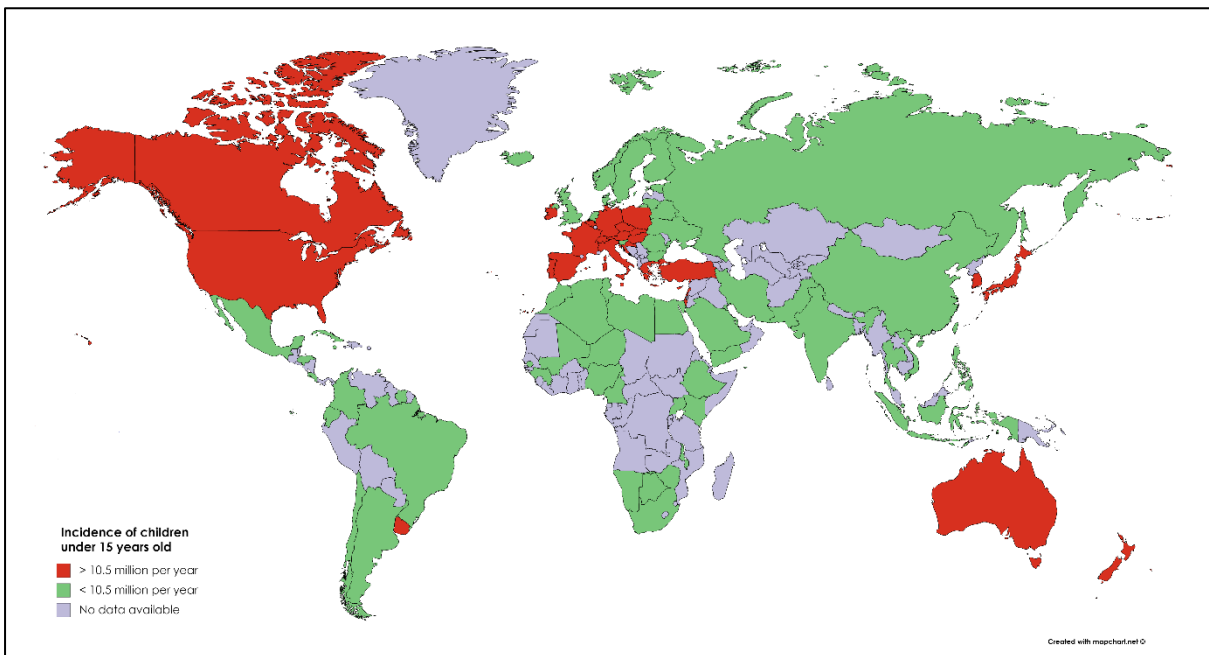 Incidence of children
under 15 years old
> 10.5 million per year
< 10.5 million per year
No data available
Created with mapchart.net ©